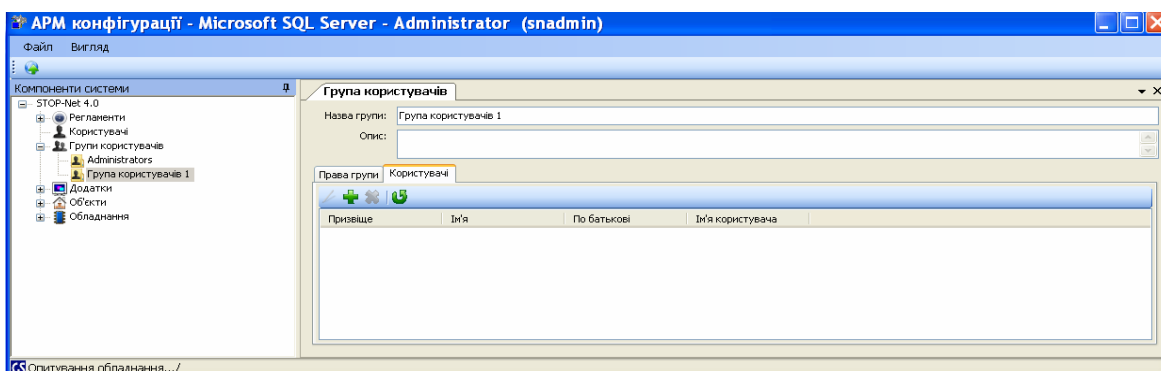 АРМ конфігурації - Microsoft SQL Server - Administrator (snadmin)
Файл Вигляд
Компоненти системи
STOP-Net 4.0
Регламенти
Користувачі
Групи користувачів
Administrators
Група користувачів 1
Додатки
Об'єкти
Обладнання
Група користувачів
Назва групи: Група користувачів 1
Опис:
Права групи Користувачі
Призвіще Ім'я По батькові Ім'я користувача
Опитування обладнання.../